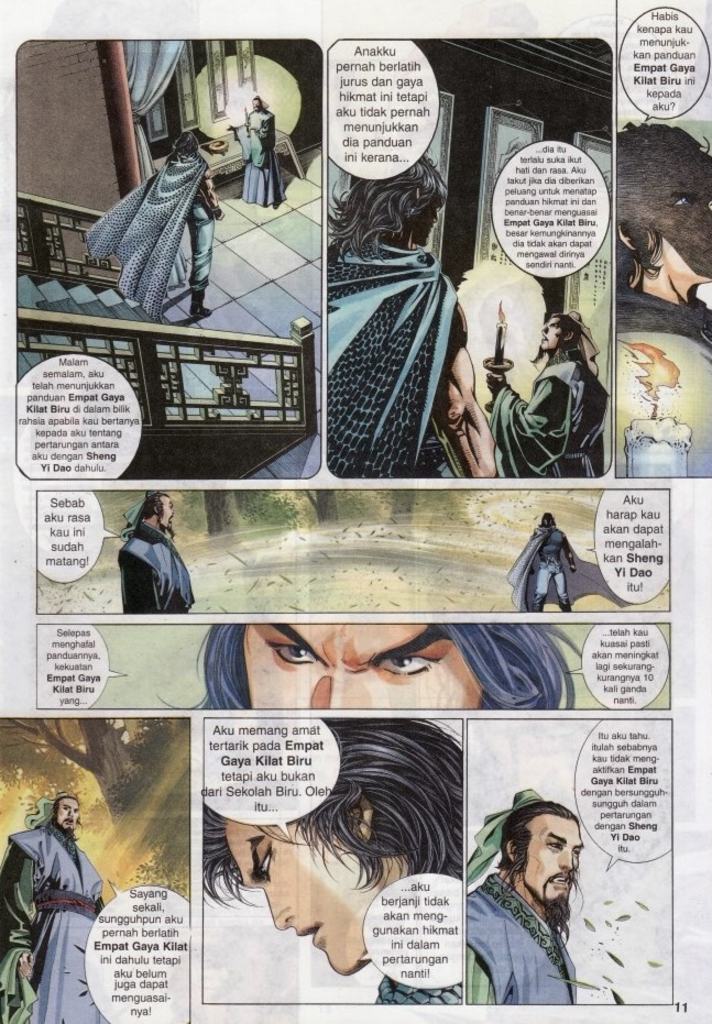 Malam
semalam, aku
telah menunjukkan
panduan Empat Gaya
Kilat Biru di dalam bilik
rahsia apabila kau bertanya
kepada aku tentang
pertarungan antara
aku dengan Sheng
Yi Dao dahulu.
Anakku
pernah berlatih
jurus dan gaya
hikmat ini tetapi
aku tidak pernah
menunjukkan
dia panduan
ini kerana...
...dia itu
terlalu suka ikut
hati dan rasa. Aku
takut jika dia diberikan
peluang untuk menatap
panduan hikmat ini dan
benar-benar menguasai
Empat Gaya Kilat Biru,
besar kemungkinannya
dia tidak akan dapat
mengawal dirinya
sendiri nanti.
Habis
kenapa kau
menunjuk-
kan panduan
Empat Gaya
Kilat Biru ini
kepada
aku?
Sebab
aku rasa
kau ini
sudah
matang!
Aku
harap kau
akan dapat
mengalah-
kan Sheng
Yi Dao
itu!
Selepas
menghafal
panduannya,
kekuatan
Empat Gaya
Kilat Biru
yang...
...telah kau
kuasai pasti
akan meningkat
lagi sekurang-
kurangnya 10
kali ganda
nanti.
Sayang
sekali,
sungguhpun aku
pernah berlatih
Empat Gaya Kilat
Biru ini dahulu tetapi
aku belum
juga dapat
menguasai-
nya!
Aku memang amat
tertarik pada Empat
Gaya Kilat Biru
tetapi aku bukan
dari Sekolah Biru. Oleh
itu...
...aku
berjanji tidak
akan meng-
gunakan hikmat
ini dalam
pertarungan
nanti!
Itu aku tahu.
itulah sebabnya
kau tidak meng-
aktifkan Empat
Gaya Kilat Biru
dengan bersungguh-
sungguh dalam
pertarungan
dengan Sheng
Yi Dao
itu.
11